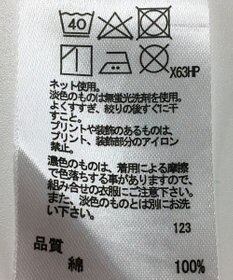 40
X63HP
ネット使用。
淡色のものは無蛍光洗剤を使用。
よくすすぎ、絞りの後すぐに干
すこと。
プリントや装飾のあるものは、
プリント、装飾部分のアイロン
禁止。
濃色のものは、着用による摩擦
で色落ちする事がありますので、
組み合せの衣服にご注意下さい。
また、淡色のものとは別にお洗
い下さい。
123
品質
綿 100%